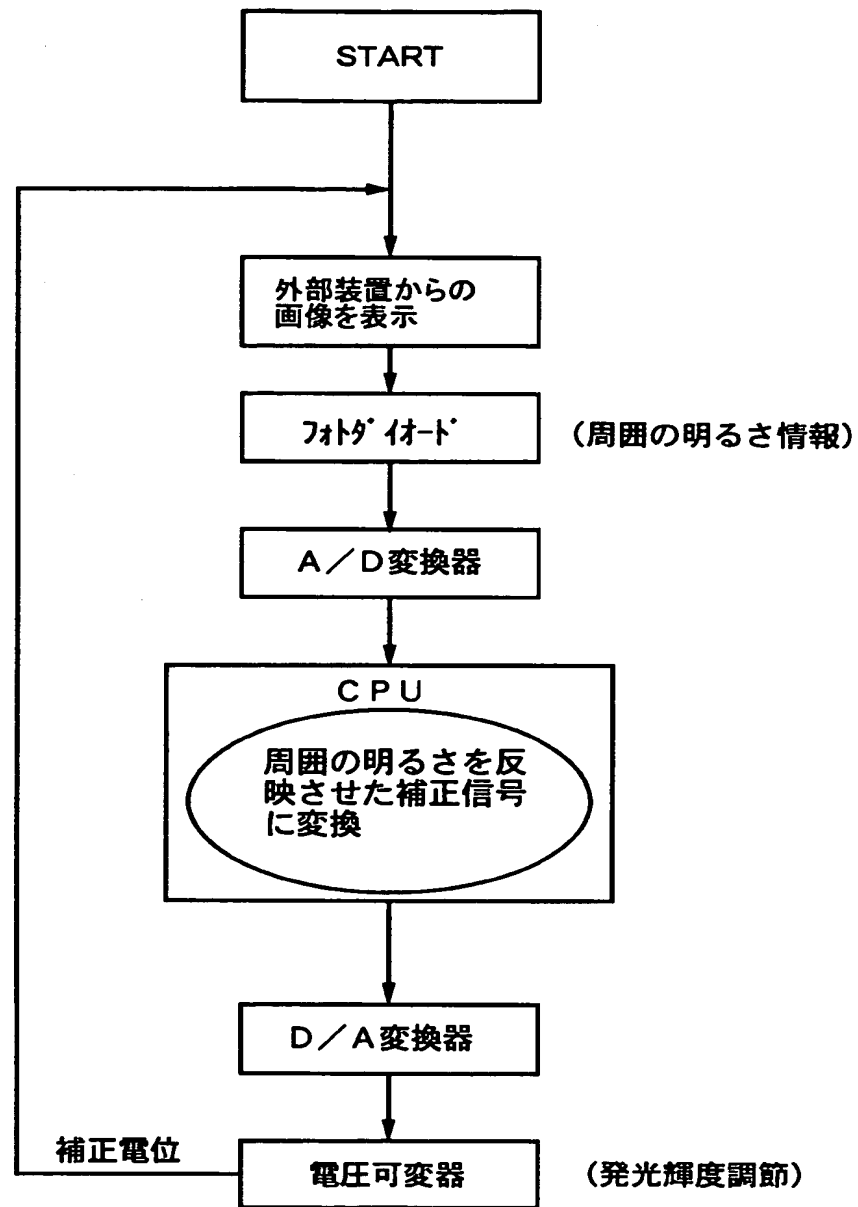 START
外部装置からの
画像を表示
ﾌｫﾄﾀﾞｲｵｰﾄﾞ
(周囲の明るさ情報)
A／D変換器
CPU
周囲の明るさを反
映させた補正信号
に変換
D／A変換器
補正電位
電圧可変器
(発光輝度調節)